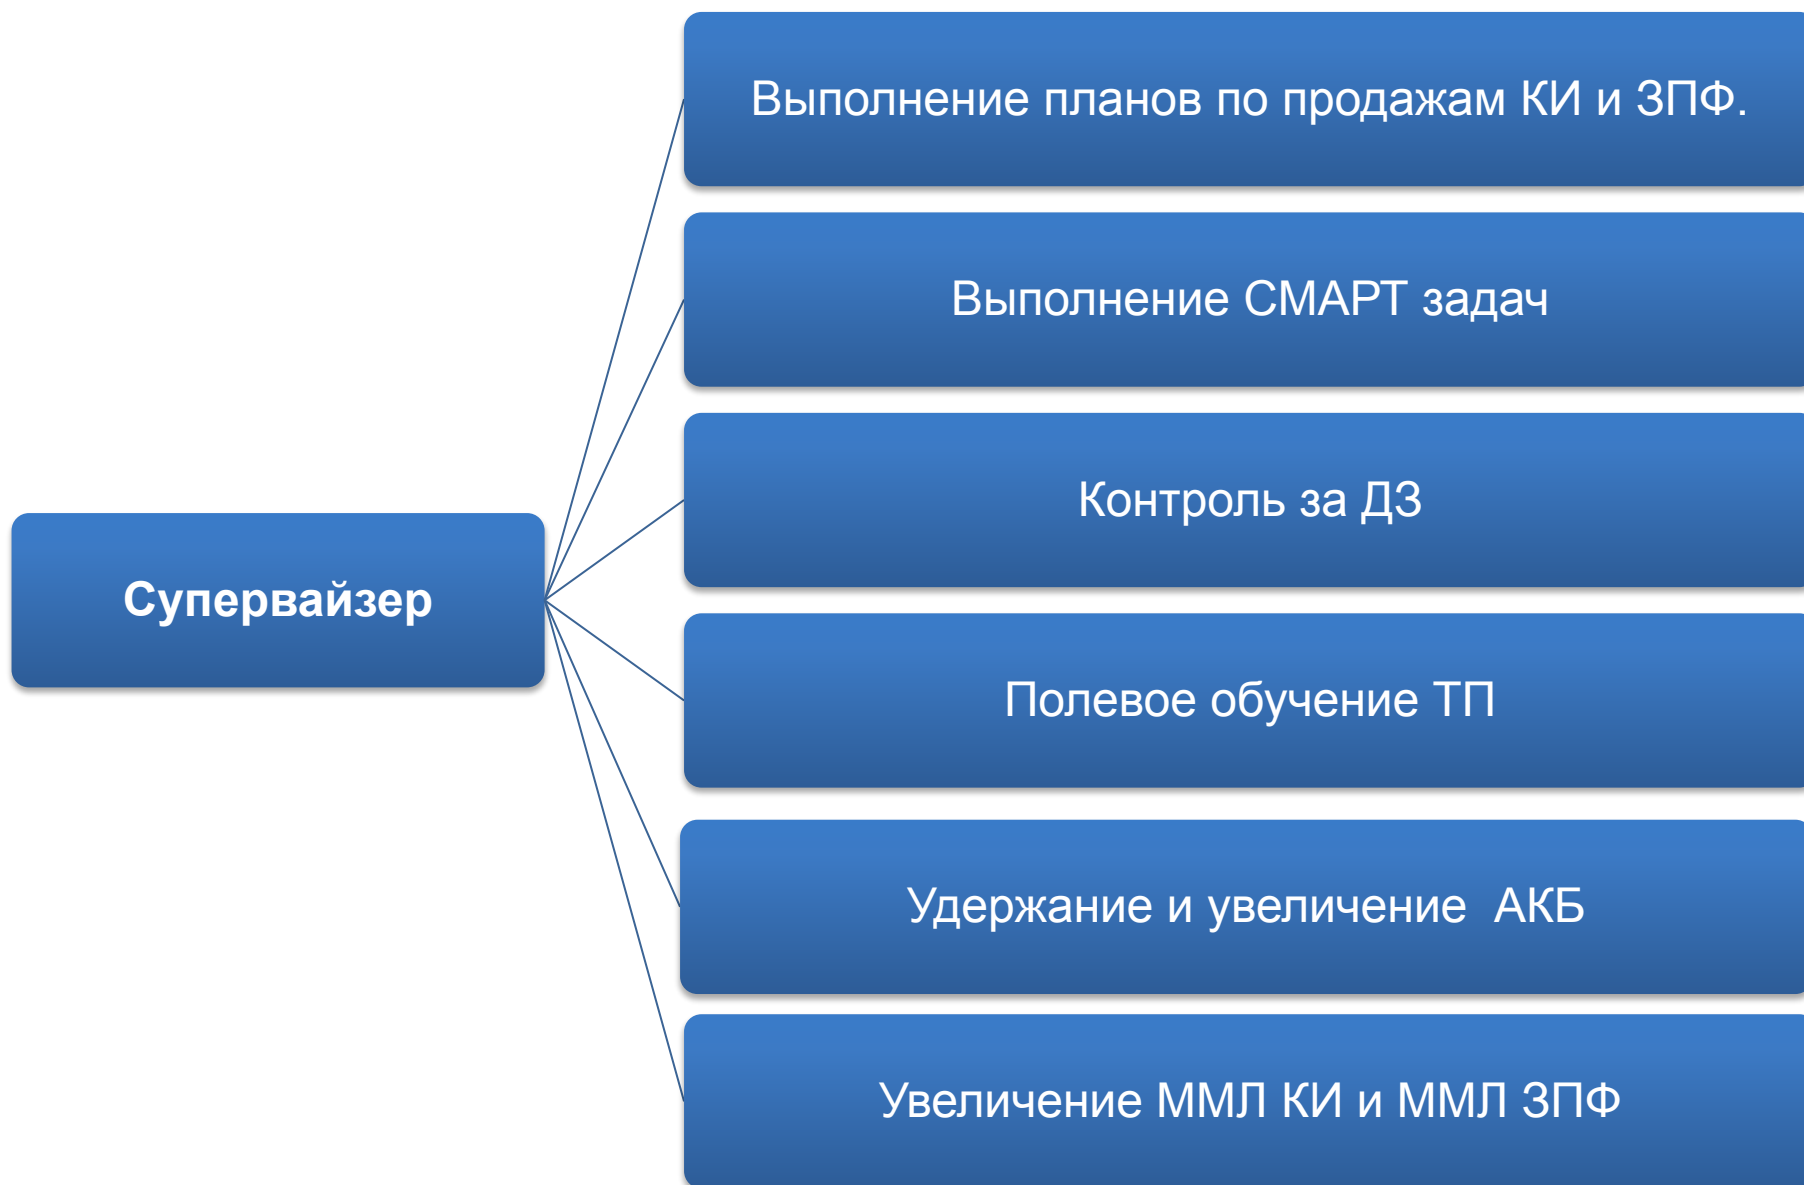 Выполнение планов по продажам КИ и ЗПФ.
Выполнение СМАРТ задач
Контроль за ДЗ
Супервайзер
Полевое обучение ТП
Удержание и увеличение  АКБ
Увеличение ММЛ КИ и ММЛ ЗПФ